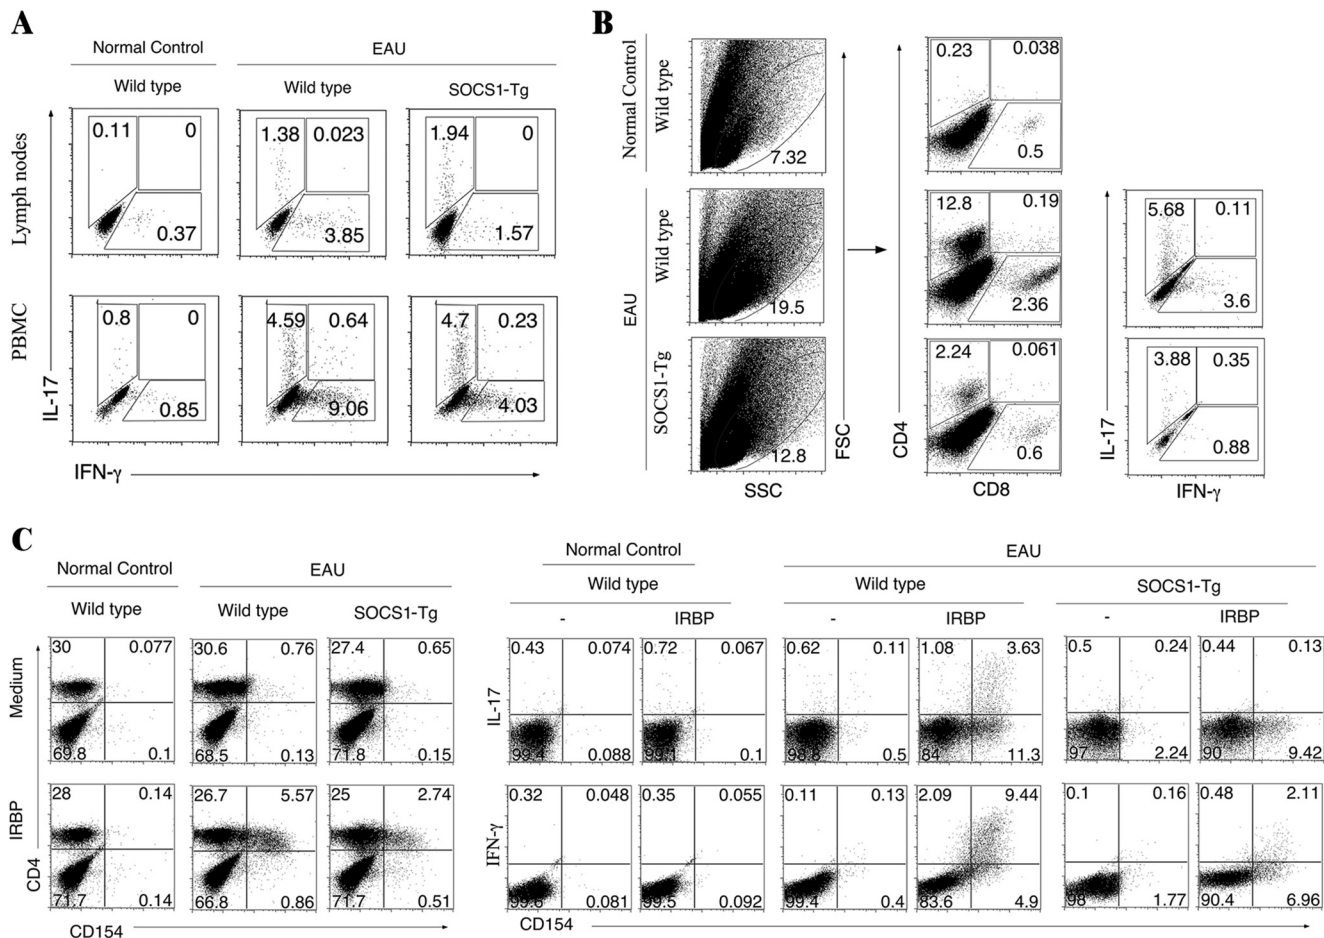 A
Normal Control EAU
Wild type Wild type SOCS1-Tg
Lymph nodes
0.11 0 1.38 0.023 1.94 0
0.37 3.85 1.57
PBMC
0.8 0 4.59 0.64 4.7 0.23
0.85 9.06 4.03
IL-17
IFN-γ
B
Normal Control
Wild type
7.32
0.23 0.038
0.5
EAU
Wild type
19.5
12.8 0.19
2.36
5.68 0.11
3.6
SOCS1-Tg
12.8
2.24 0.061
0.6
3.88 0.35
0.88
FSC
CD4
IL-17
SSC CD8 IFN-γ
C
Normal Control EAU
Wild type Wild type SOCS1-Tg
Medium
30 0.077 30.6 0.76 27.4 0.65
69.8 0.1 68.5 0.13 71.8 0.15
IRBP
28 0.14 26.7 5.57 25 2.74
71.7 0.14 66.8 0.86 71.7 0.51
CD4
CD154
Normal Control EAU
Wild type Wild type SOCS1-Tg
- IRBP - IRBP - IRBP
IL-17
0.43 0.074 0.72 0.067 0.62 0.11 1.08 3.63 0.5 0.24 0.44 0.13
99.4 0.088 99.1 0.1 98.8 0.5 84 11.3 97 2.24 90 9.42
IFN-γ
0.32 0.048 0.35 0.055 0.11 0.13 2.09 9.44 0.1 0.16 0.48 2.11
99.6 0.081 99.5 0.092 99.4 0.4 83.6 4.9 98 1.77 90.4 6.96
CD154